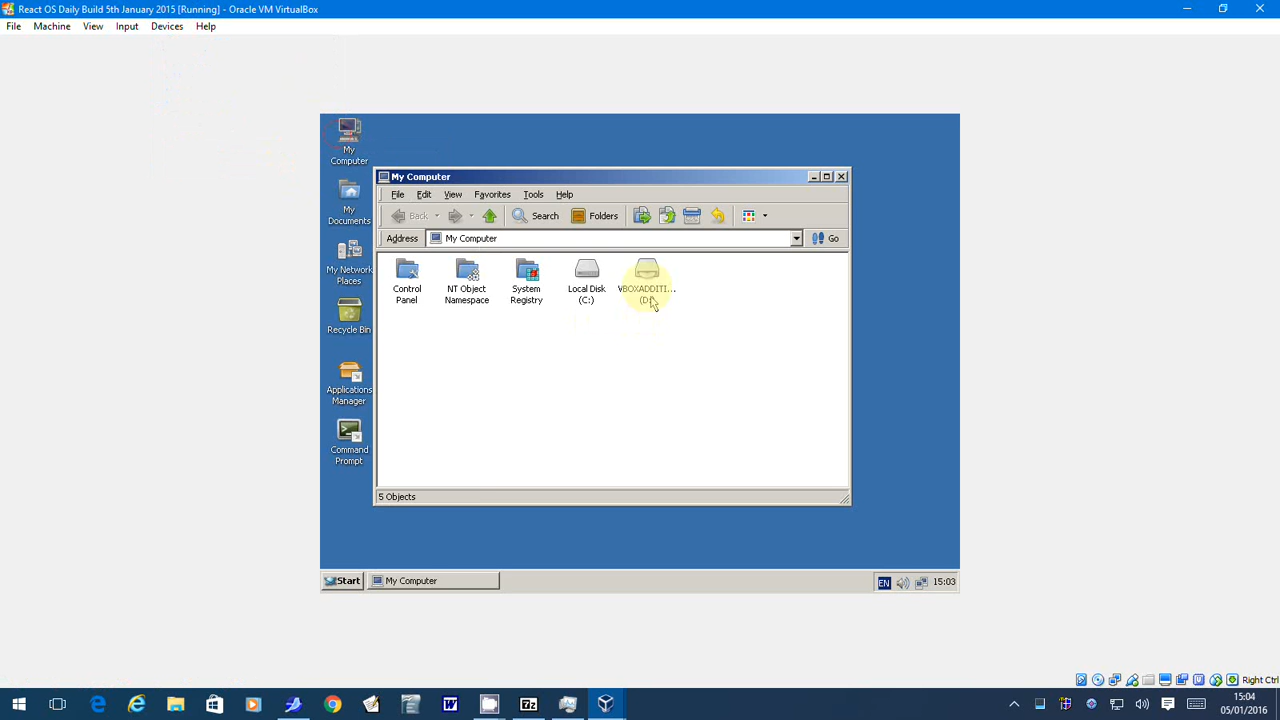 React OS Daily Build 5th January 2015 [Running] - Oracle VM VirtualBox
File Machine View Input Devices Help
My
Computer
My
Documents
My Network
Places
Recycle Bin
Applications
Manager
Command
Prompt
My Computer
File Edit View Favorites Tools Help
Back Search Folders
Address My Computer Go
Control
Panel
NT Object
Namespace
System
Registry
Local Disk
(C:)
VBOXADDITI...
(D:)
5 Objects
Start My Computer EN 15:03
Right Ctrl
7z
W
15:04
05/01/2016